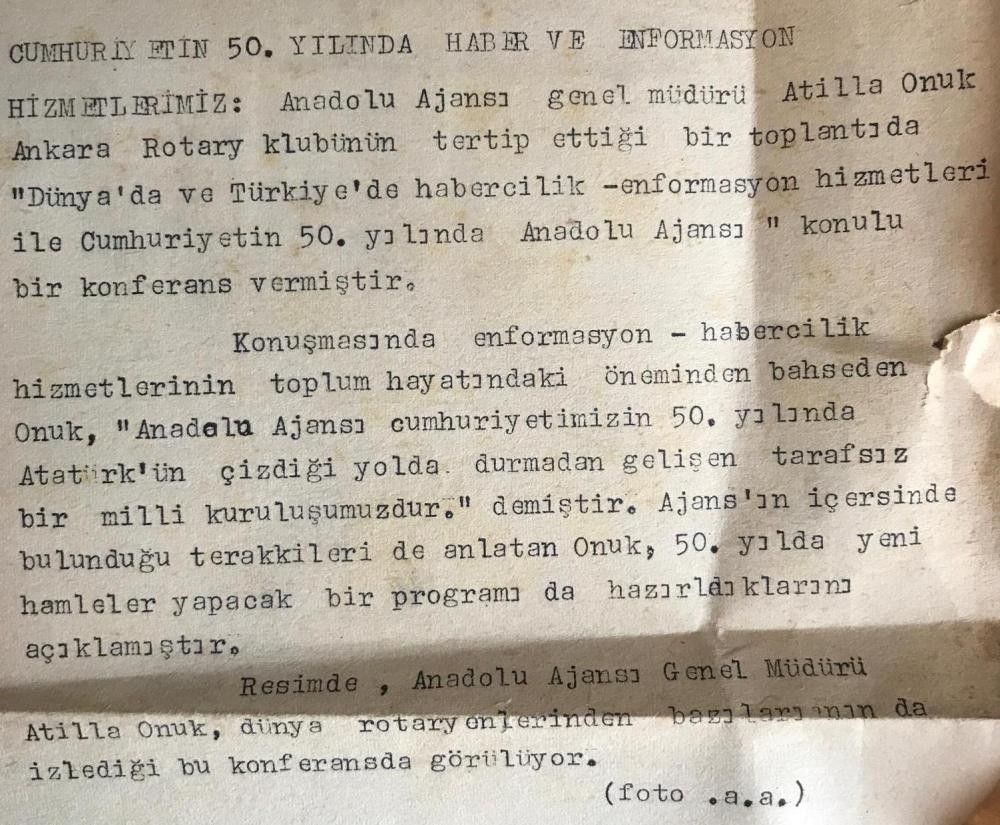 CUMHURİYETİN 50. YILINDA HABER VE ENFORMASYON
HİZMETLERİMİZ: Anadolu Ajansı genel müdürü Atilla Onuk
Ankara Rotary klubünün tertip ettiği bir toplantıda
"Dünya'da ve Türkiye'de habercilik -enformasyon hizmetleri
ile Cumhuriyetin 50. yılında Anadolu Ajansı " konulu
bir konferans vermiştir.
Konuşmasında enformasyon - habercilik
hizmetlerinin toplum hayatındaki öneminden bahseden
Onuk, "Anadolu Ajansı cumhuriyetimizin 50. yılında
Atatürk'ün çizdiği yolda durmadan gelişen tarafsız
bir milli kuruluşumuzdur." demiştir. Ajans'ın içersinde
bulunduğu terakkileri de anlatan Onuk, 50. yılda yeni
hamleler yapacak bir programı da hazırldıklarını
açıklamıştır.
Resimde , Anadolu Ajansı Genel Müdürü
Atilla Onuk, dünya rotaryenlerinden bazılarıının da
izlediği bu konferansda görülüyor.
(foto .a.a.)